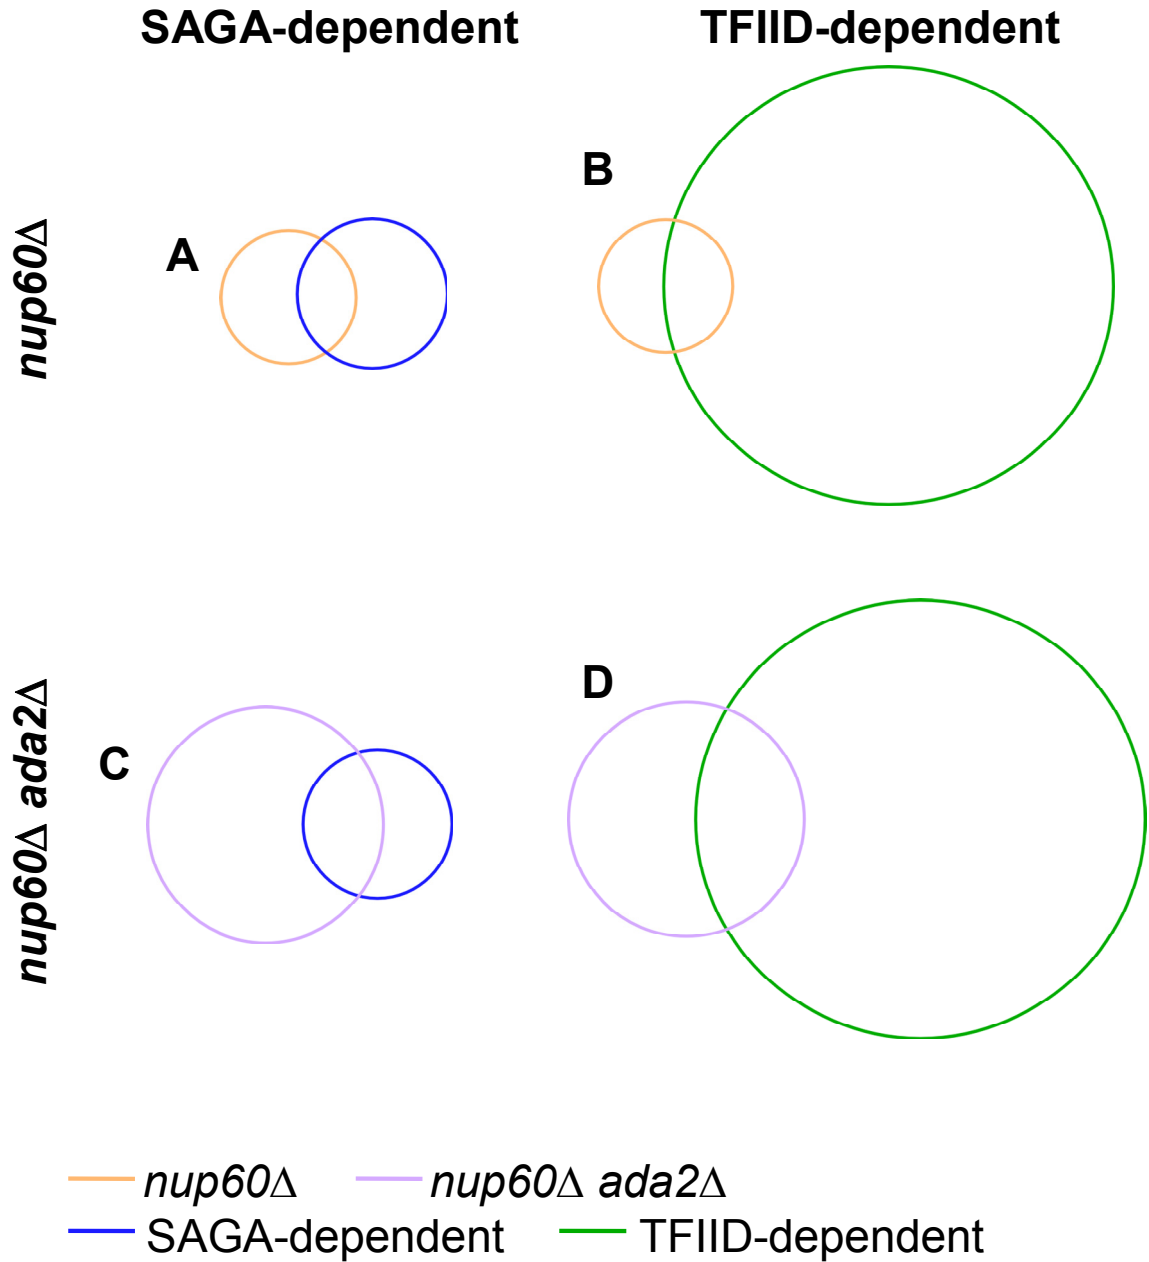 SAGA-dependent TFIID-dependent
nup60Δ
A
B
nup60Δ ada2Δ
C
D
nup60Δ nup60Δ ada2Δ
SAGA-dependent TFIID-dependent